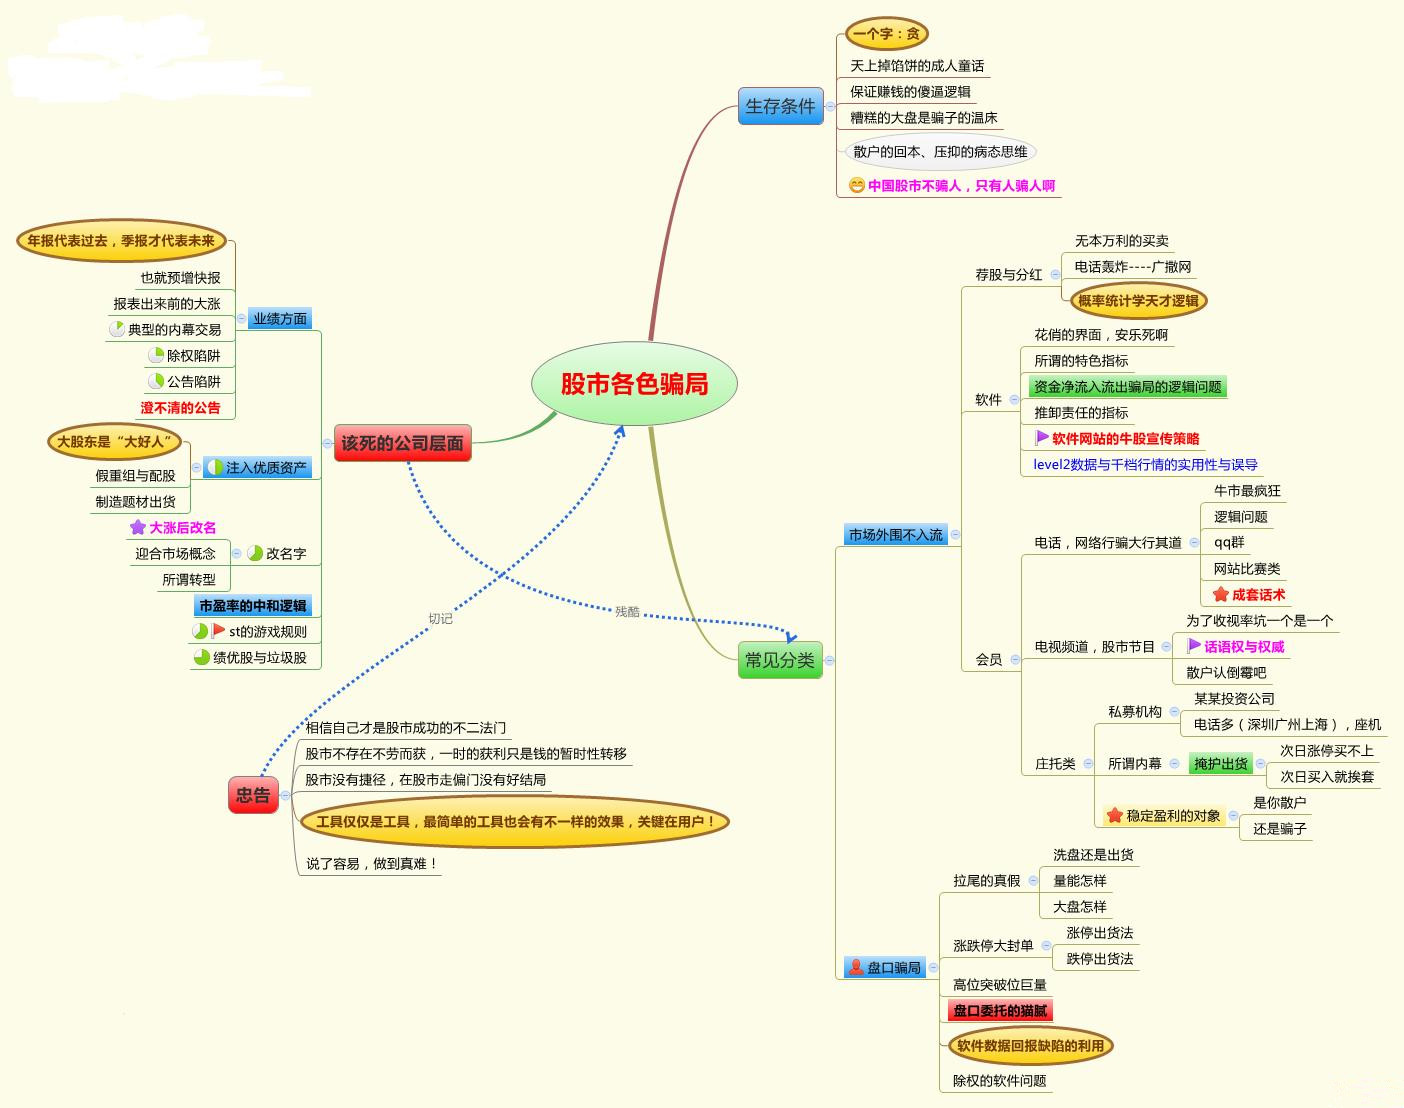 股市各色骗局
生存条件
一个字：贪
天上掉馅饼的成人童话
保证赚钱的傻逼逻辑
糟糕的大盘是骗子的温床
散户的回本、压抑的病态思维
中国股市不骗人，只有人骗人啊
常见分类
市场外围不入流
荐股与分红
无本万利的买卖
电话轰炸----广撒网
概率统计学天才逻辑
软件
花俏的界面，安乐死啊
所谓的特色指标
资金净流入流出骗局的逻辑问题
推卸责任的指标
软件网站的牛股宣传策略
level2数据与千档行情的实用性与误导
会员
电话，网络行骗大行其道
牛市最疯狂
逻辑问题
qq群
网站比赛类
成套话术
电视频道，股市节目
为了收视率坑一个是一个
话语权与权威
散户认倒霉吧
庄托类
私募机构
某某投资公司
电话多（深圳广州上海），座机
所谓内幕
掩护出货
次日涨停买不上
次日买入就挨套
稳定盈利的对象
是你散户
还是骗子
盘口骗局
拉尾的真假
洗盘还是出货
量能怎样
大盘怎样
涨跌停大封单
涨停出货法
跌停出货法
高位突破位巨量
盘口委托的猫腻
软件数据回报缺陷的利用
除权的软件问题
该死的公司层面
业绩方面
年报代表过去，季报才代表未来
也就预增快报
报表出来前的大涨
典型的内幕交易
除权陷阱
公告陷阱
澄不清的公告
注入优质资产
大股东是“大好人”
假重组与配股
制造题材出货
改名字
大涨后改名
迎合市场概念
所谓转型
市盈率的中和逻辑
st的游戏规则
绩优股与垃圾股
切记
残酷
忠告
相信自己才是股市成功的不二法门
股市不存在不劳而获，一时的获利只是钱的暂时性转移
股市没有捷径，在股市走偏门没有好结局
工具仅仅是工具，最简单的工具也会有不一样的效果，关键在用户！
说了容易，做到真难！